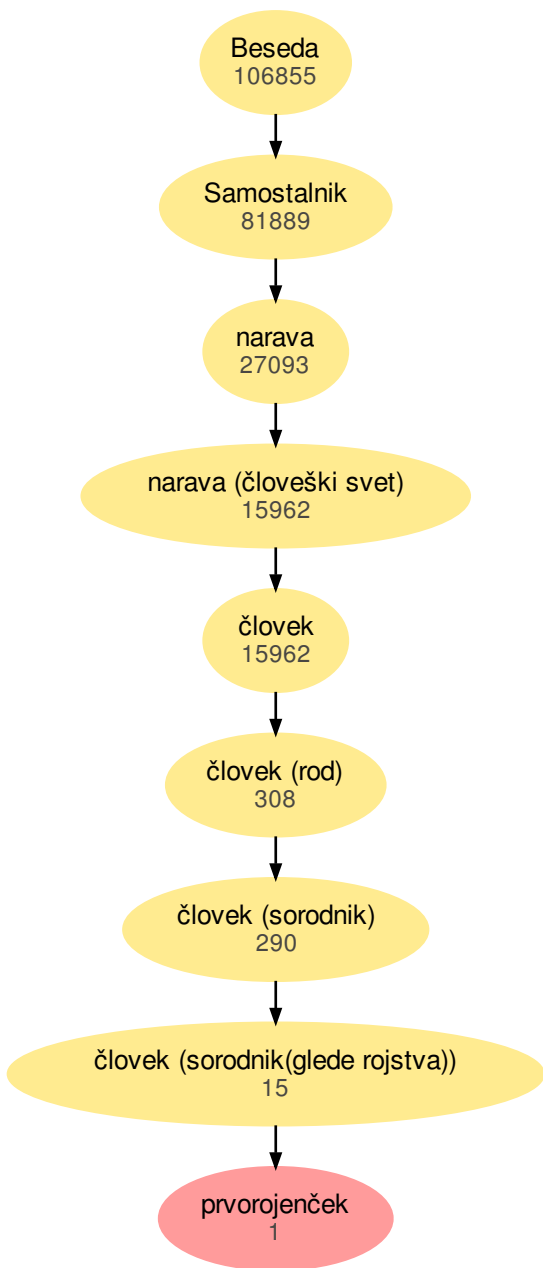 Beseda
106855
Samostalnik
81889
narava
27093
narava (človeški svet)
15962
človek
15962
človek (rod)
308
človek (sorodnik)
290
človek (sorodnik(glede rojstva))
15
prvorojenček
1